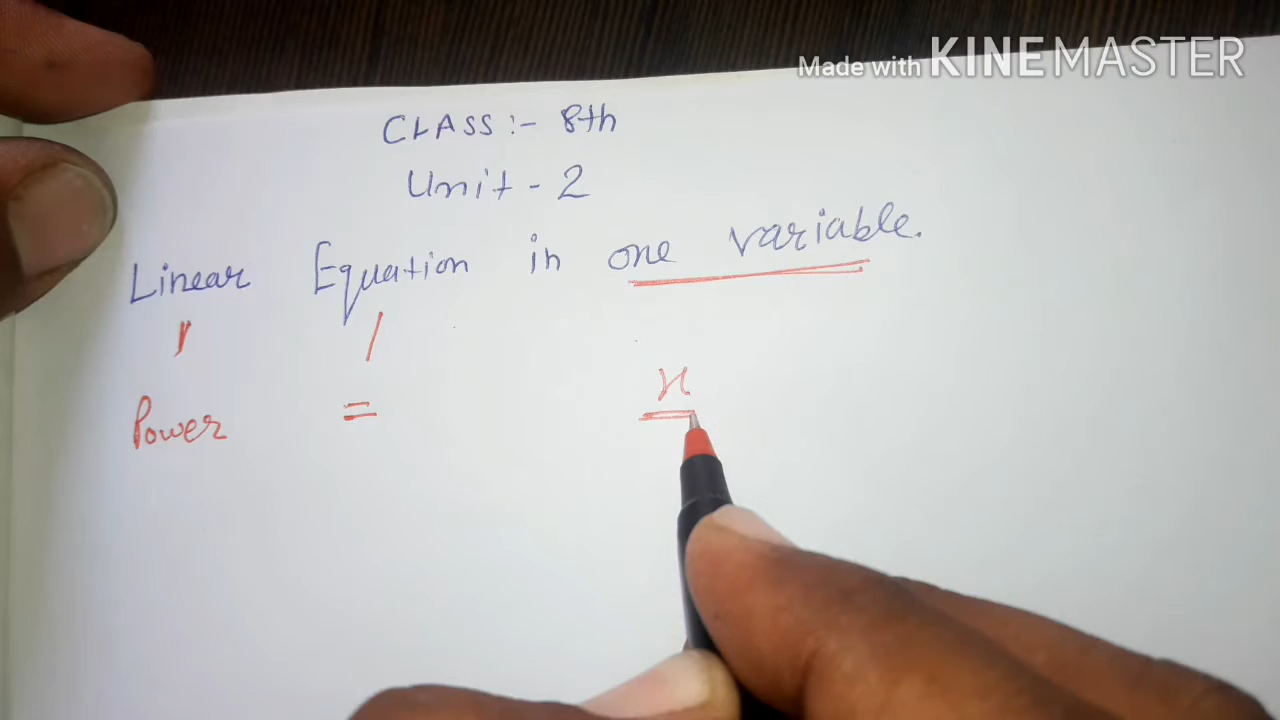 Made with KINEMASTER
CLASS :- 8th
Unit - 2
Linear Equation in one variable.
x
Power =